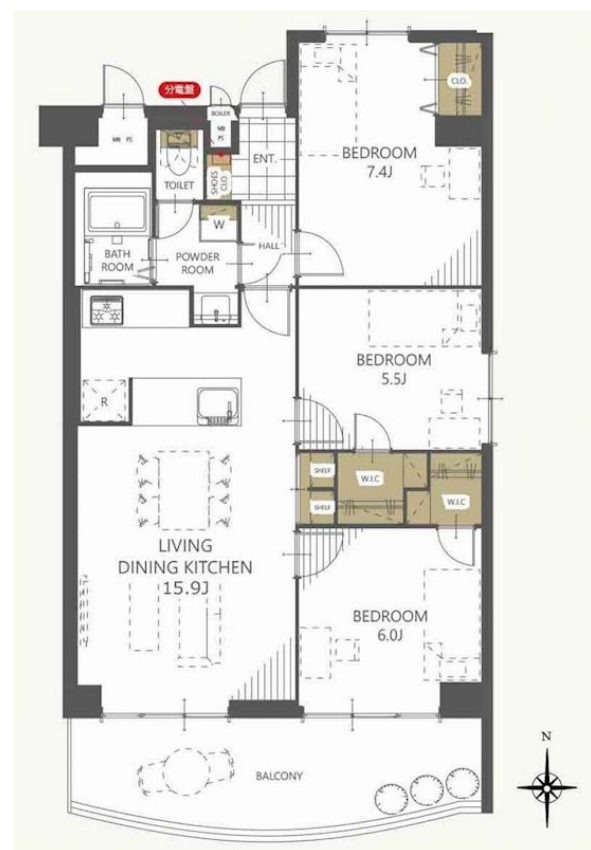 分電盤
CLO.
BOILER
MB
PS
MB PS
ENT.
BEDROOM
7.4J
TOILET
SHOES
CLO.
W
HALL
BATH
ROOM
POWDER
ROOM
BEDROOM
5.5J
R
SHELF
W.I.C
W.I.C
SHELF
LIVING
DINING KITCHEN
15.9J
BEDROOM
6.0J
BALCONY
N